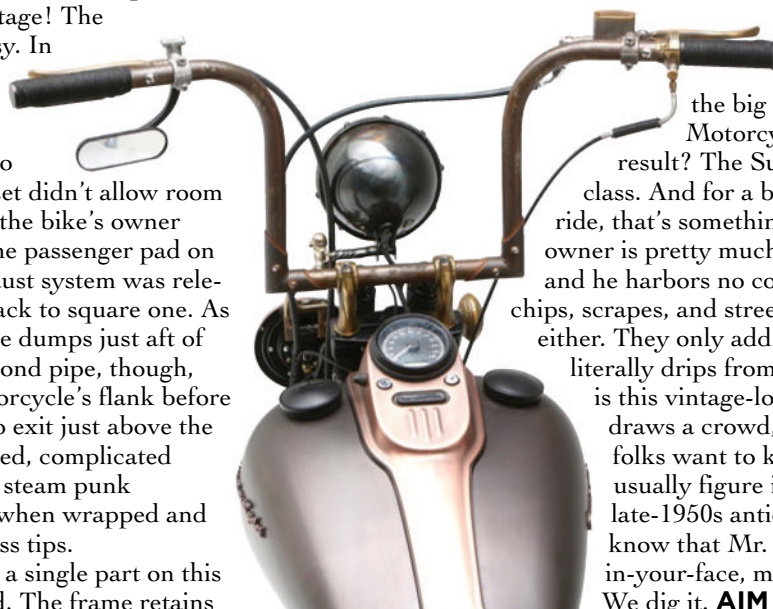 tage! The
sy. In
o
et didn't allow room
the bike's owner
ne passenger pad on
ust system was rele-
ack to square one. As
e dumps just aft of
ond pipe, though,
orcycle's flank before
o exit just above the
ed, complicated
steam punk
when wrapped and
ss tips.
a single part on this
d. The frame retains
the big
Motorcy
result? The Su
class. And for a b
ride, that's somethin
owner is pretty much
and he harbors no co
chips, scrapes, and stree
either. They only add
literally drips from
is this vintage-lo
draws a crowd,
folks want to k
usually figure i
late-1950s antiq
know that Mr.
in-your-face, m
We dig it. AIM